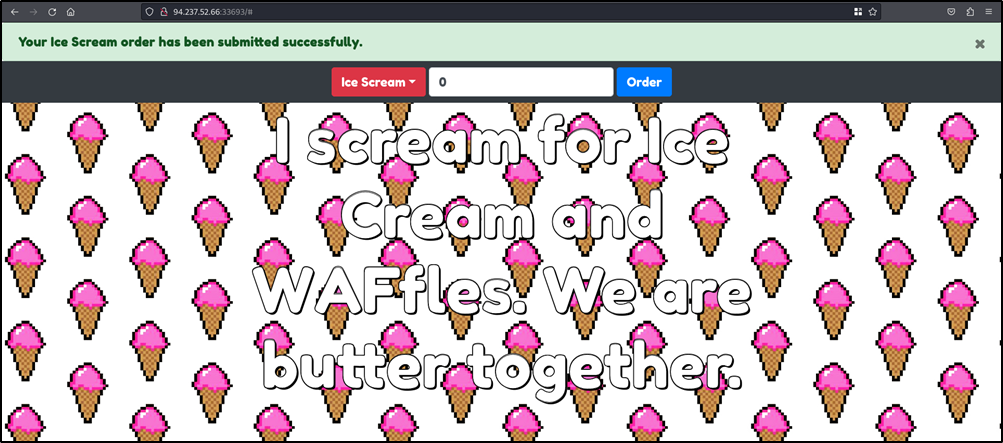 94.237.52.66:33693/#
Your Ice Scream order has been submitted successfully.
×
Ice Scream 0 Order
I scream for Ice
Cream and
WAFfles. We are
butter together.